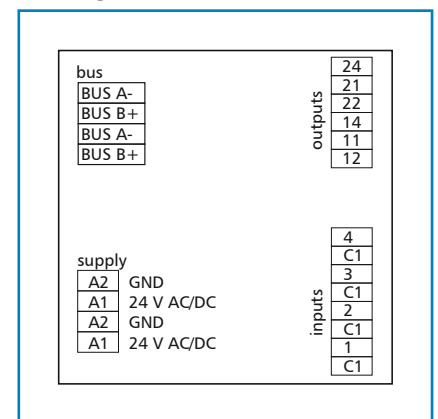 bus
BUS A-
BUS B+
BUS A-
BUS B+
outputs
24
21
22
14
11
12
supply
A2 GND
A1 24 V AC/DC
A2 GND
A1 24 V AC/DC
inputs
4
C1
3
C1
2
C1
1
C1